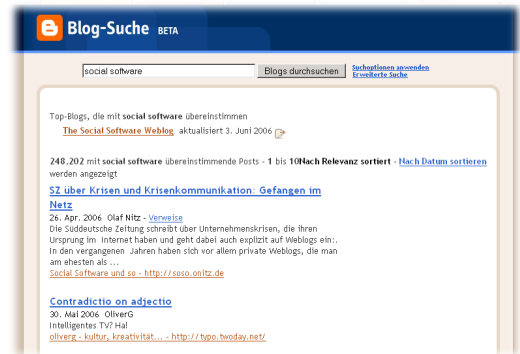 Blog-Suche BETA
social software Blogs durchsuchen Suchoptionen anwenden
Erweiterte Suche
Top-Blogs, die mit social software übereinstimmen
The Social Software Weblog aktualisiert 3. Juni 2006
248.202 mit social software übereinstimmende Posts - 1 bis 10Nach Relevanz sortiert - Nach Datum sortieren
werden angezeigt
SZ über Krisen und Krisenkommunikation: Gefangen im
Netz
26. Apr. 2006 Olaf Nitz - Verweise
Die Süddeutsche Zeitung schreibt über Unternehmenskrisen, die ihren
Ursprung im Internet haben und geht dabei auch explizit auf Weblogs ein:.
In den vergangenen Jahren haben sich vor allem private Weblogs, die man
am ehesten als ...
Social Software und so - http://soso.onitz.de
Contradictio on adjectio
30. Mai 2006 OliverG
Intelligentes TV? Ha!
oliverg - kultur, kreativität... - http://typo.twoday.net/